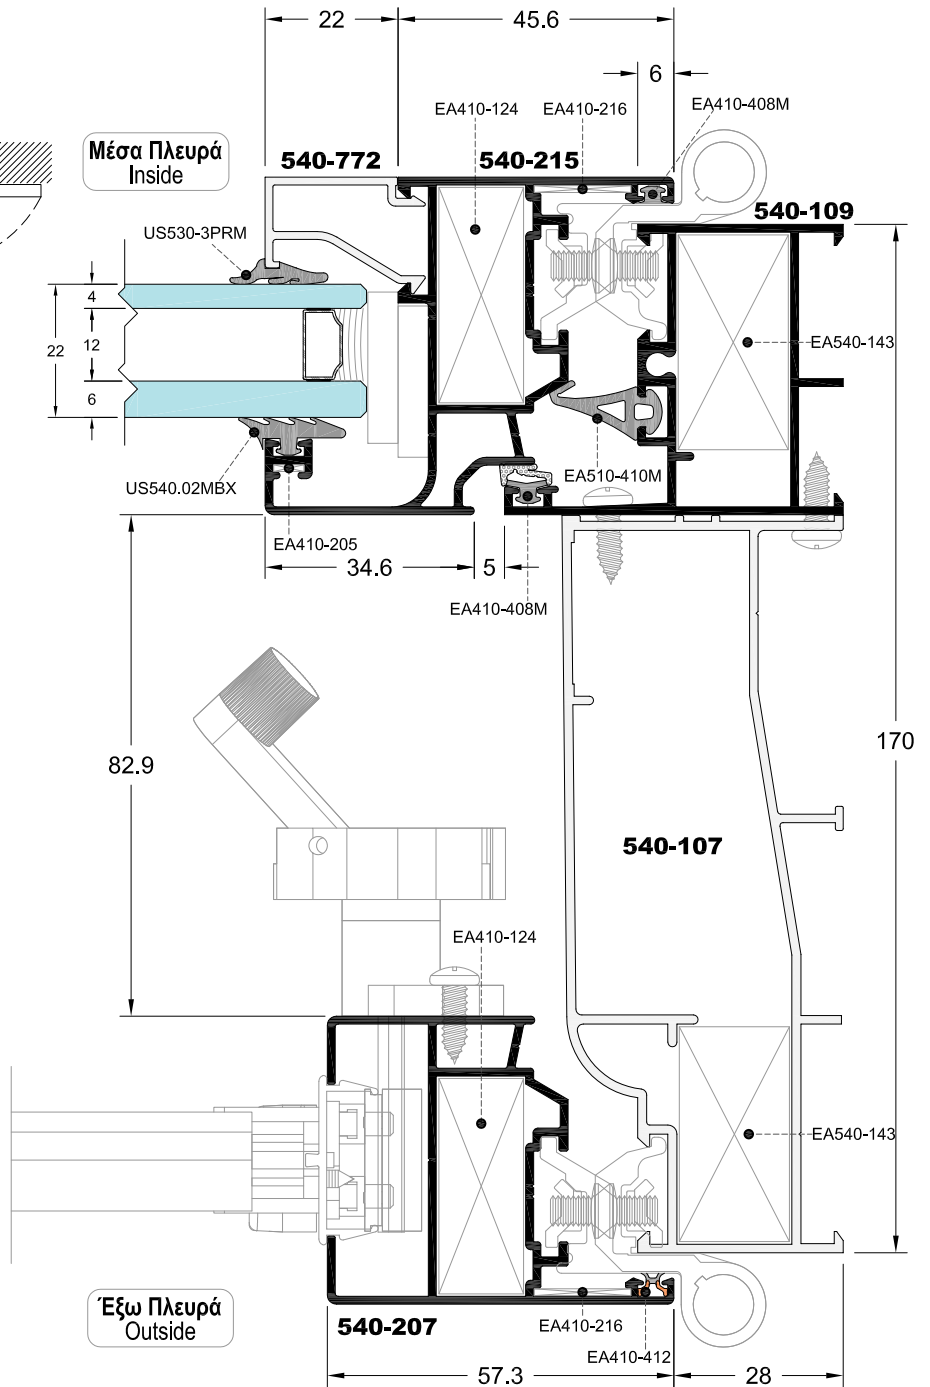 22
45.6
6
EA410-124
EA410-216
EA410-408M
Μέσα Πλευρά
Inside
540-772
540-215
540-109
US530-3PRM
4
12
22
6
EA540-143
US540.02MBX
EA510-410M
EA410-205
34.6
5
EA410-408M
82.9
170
540-107
EA410-124
EA540-143
Έξω Πλευρά
Outside
540-207
EA410-216
EA410-412
57.3
28